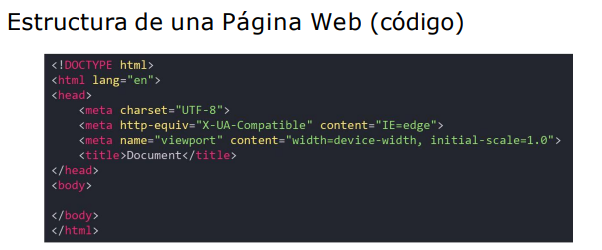 Estructura de una Página Web (código)
<!DOCTYPE html>
<html lang="en">
<head>
    <meta charset="UTF-8">
    <meta http-equiv="X-UA-Compatible" content="IE=edge">
    <meta name="viewport" content="width=device-width, initial-scale=1.0">
    <title>Document</title>
</head>
<body>

</body>
</html>